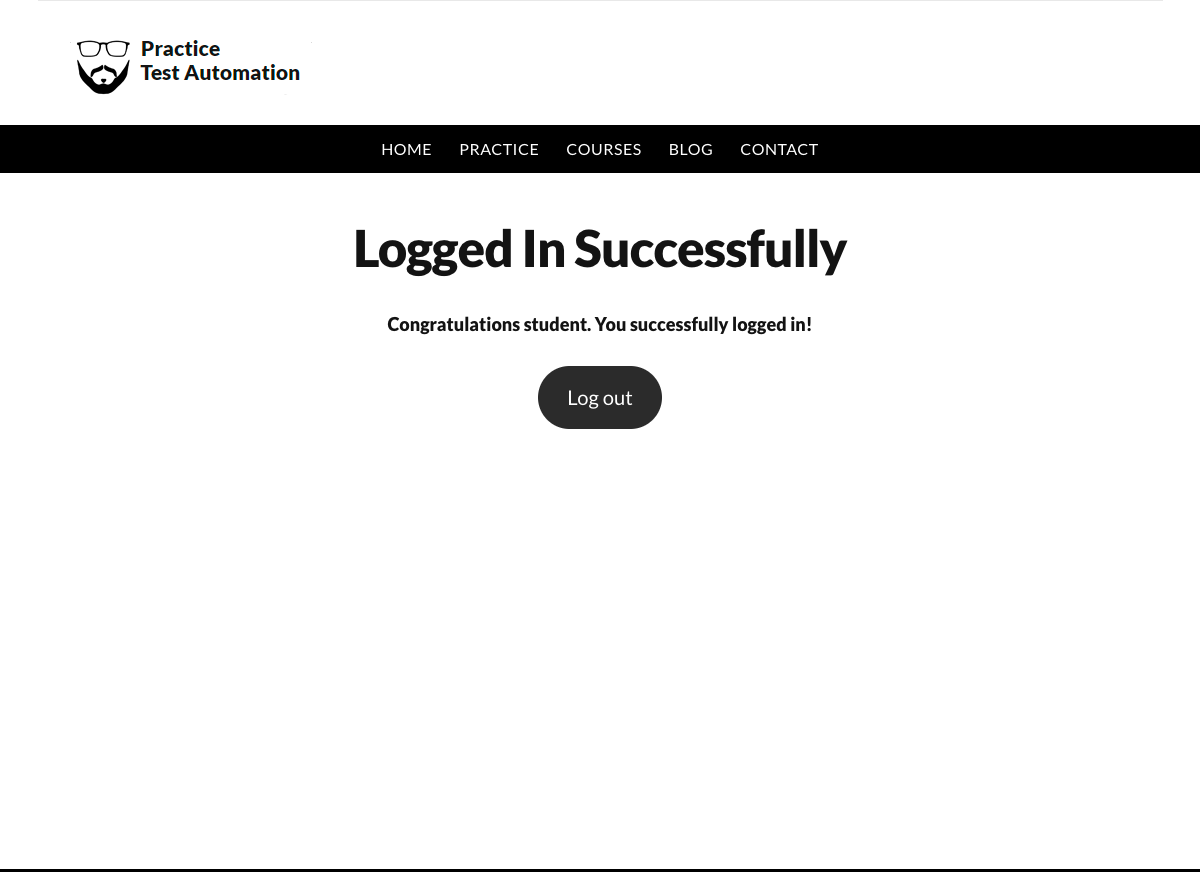 Practice
Test Automation
HOME PRACTICE COURSES BLOG CONTACT
Logged In Successfully
Congratulations student. You successfully logged in!
Log out